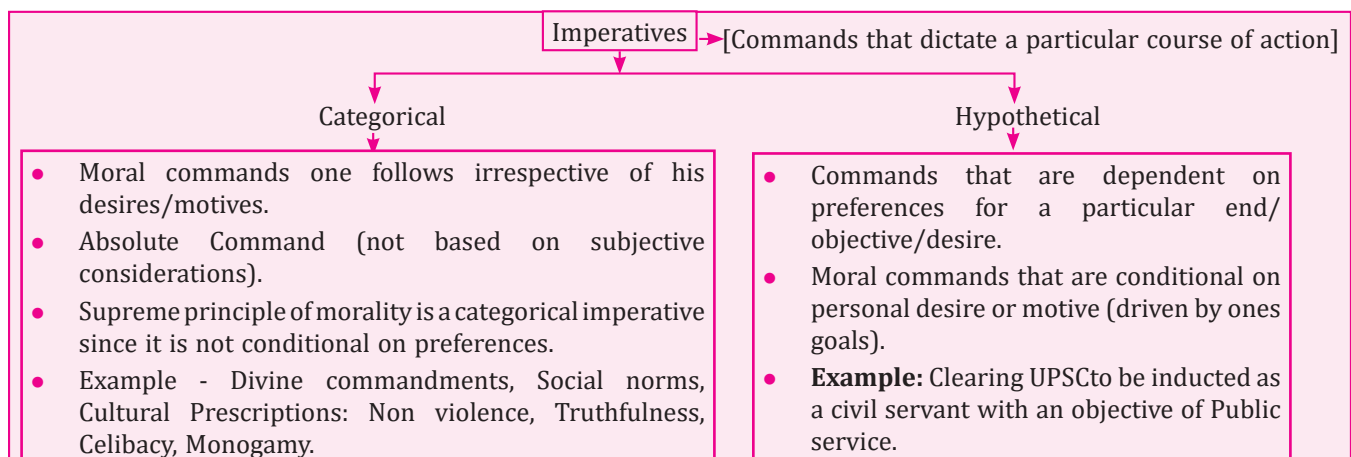 Imperatives
[Commands that dictate a particular course of action]
Categorical
● Moral commands one follows irrespective of his
desires/motives.
● Absolute Command (not based on subjective
considerations).
● Supreme principle of morality is a categorical imperative
since it is not conditional on preferences.
● Example - Divine commandments, Social norms,
Cultural Prescriptions: Non violence, Truthfulness,
Celibacy, Monogamy.
Hypothetical
● Commands that are dependent on
preferences for a particular end/
objective/desire.
● Moral commands that are conditional on
personal desire or motive (driven by ones
goals).
● Example: Clearing UPSCto be inducted as
a civil servant with an objective of Public
service.